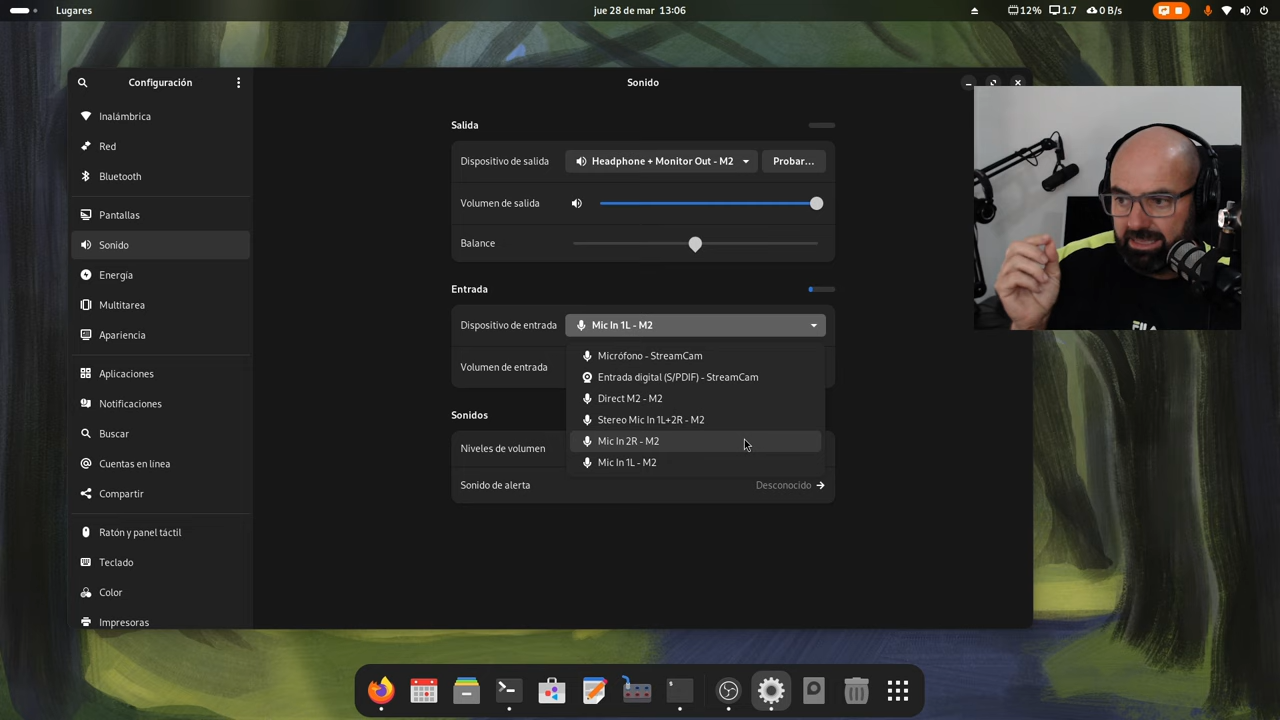 Lugares
jue 28 de mar 13:06
12%
1.7
0 B/s
Configuración
Sonido
Inalámbrica
Red
Bluetooth
Pantallas
Sonido
Energía
Multitarea
Apariencia
Aplicaciones
Notificaciones
Buscar
Cuentas en línea
Compartir
Ratón y panel táctil
Teclado
Color
Impresoras
Salida
Dispositivo de salida
Headphone + Monitor Out - M2
Probar...
Volumen de salida
Balance
Entrada
Dispositivo de entrada
Mic In 1L - M2
Micrófono - StreamCam
Entrada digital (S/PDIF) - StreamCam
Direct M2 - M2
Stereo Mic In 1L+2R - M2
Mic In 2R - M2
Mic In 1L - M2
Volumen de entrada
Sonidos
Niveles de volumen
Sonido de alerta
Desconocido